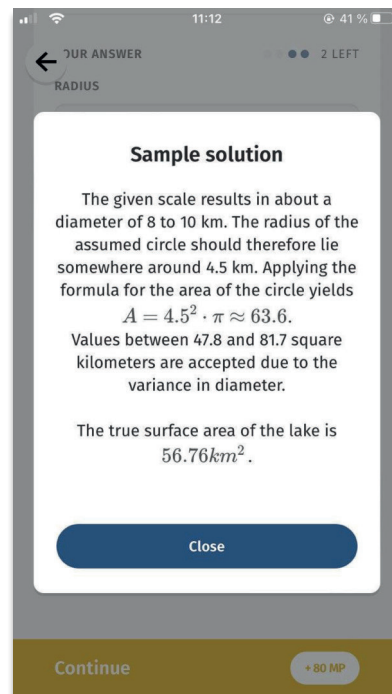 11:12
41 %
OUR ANSWER
2 LEFT
RADIUS
Sample solution
The given scale results in about a
diameter of 8 to 10 km. The radius of the
assumed circle should therefore lie
somewhere around 4.5 km. Applying the
formula for the area of the circle yields
A = 4.5² · π ≈ 63.6.
Values between 47.8 and 81.7 square
kilometers are accepted due to the
variance in diameter.
The true surface area of the lake is
56.76km².
Close
Continue
+ 80 MP